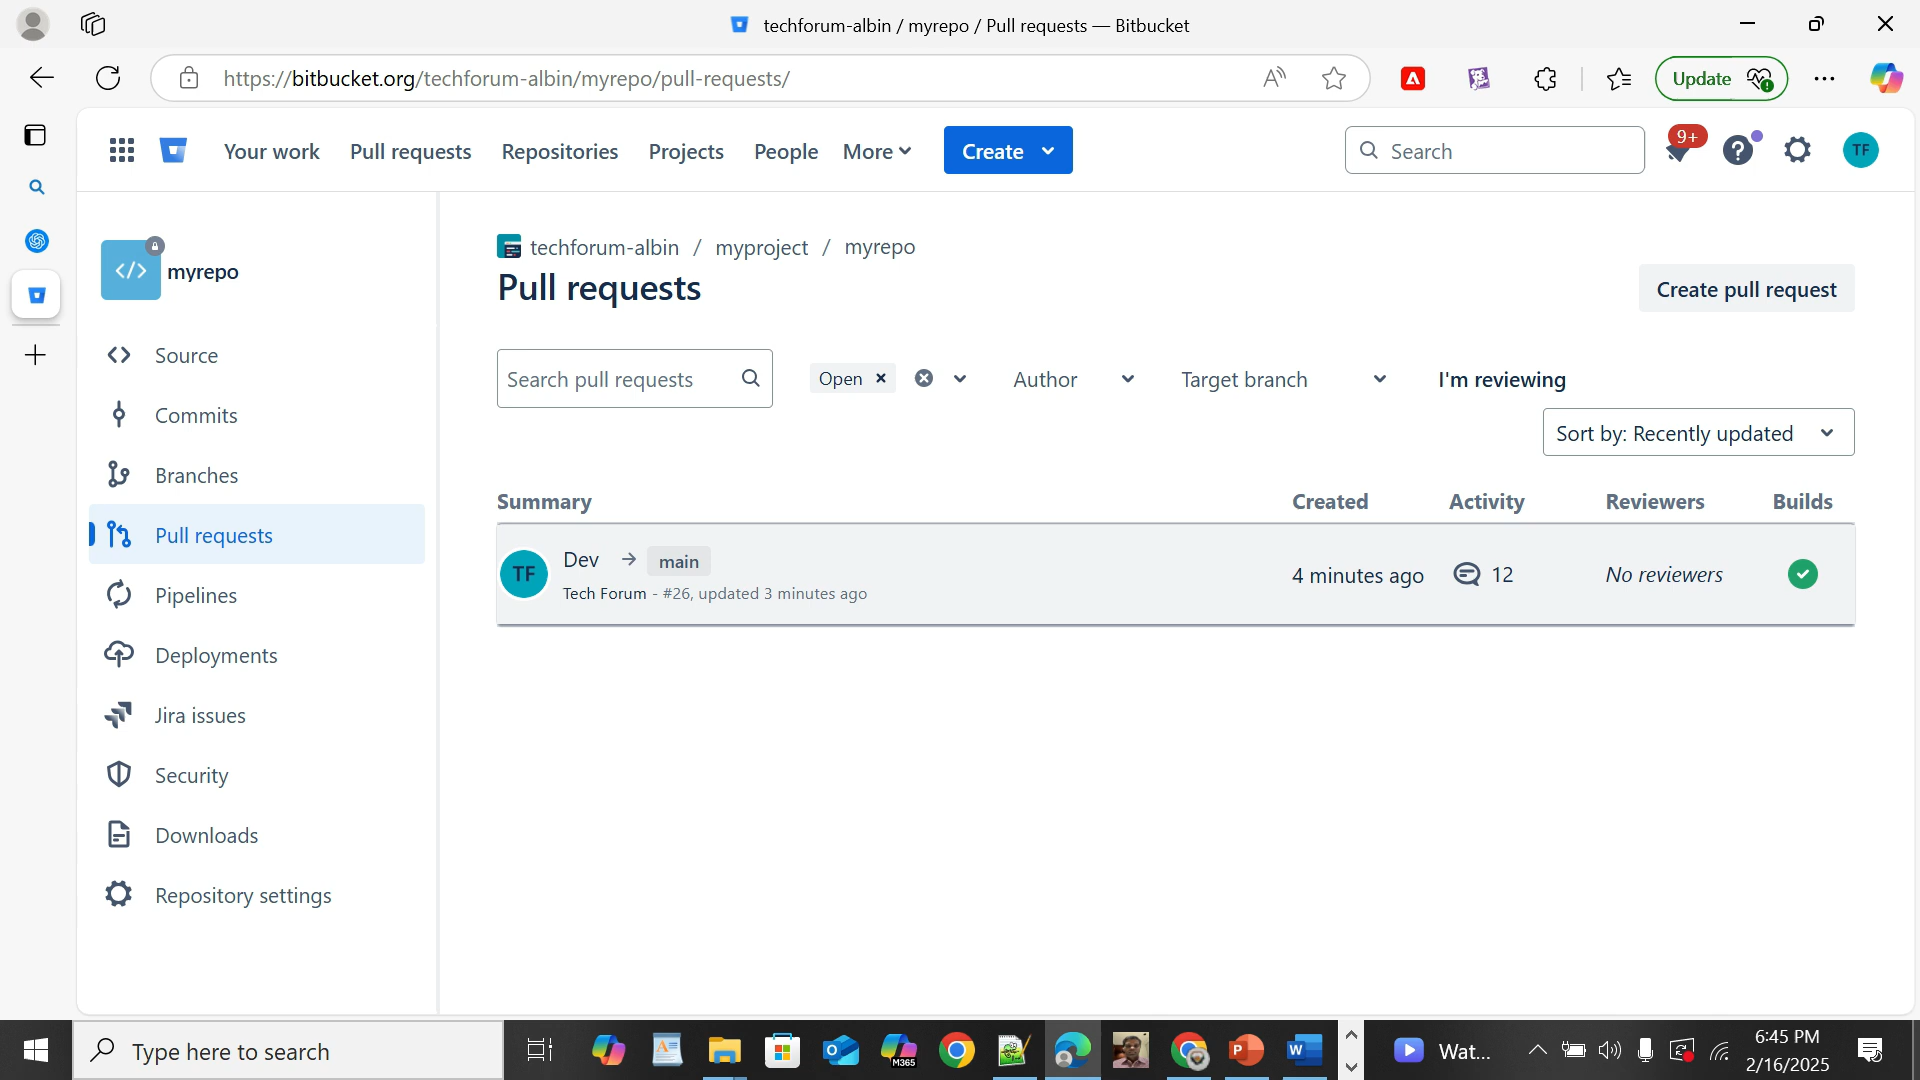 techforum-albin / myrepo / Pull requests — Bitbucket
https://bitbucket.org/techforum-albin/myrepo/pull-requests/
A))
Update
Your work
Pull requests
Repositories
Projects
People
More
Create
Search
9+
TF
</>
myrepo
Source
Commits
Branches
Pull requests
Pipelines
Deployments
Jira issues
Security
Downloads
Repository settings
techforum-albin / myproject / myrepo
Pull requests
Create pull request
Search pull requests
Open
Author
Target branch
I'm reviewing
Sort by: Recently updated
Summary Created Activity Reviewers Builds
TF
Dev → main
Tech Forum - #26, updated 3 minutes ago
4 minutes ago
12
No reviewers
Type here to search
M365
P
W
Wat...
6:45 PM
2/16/2025